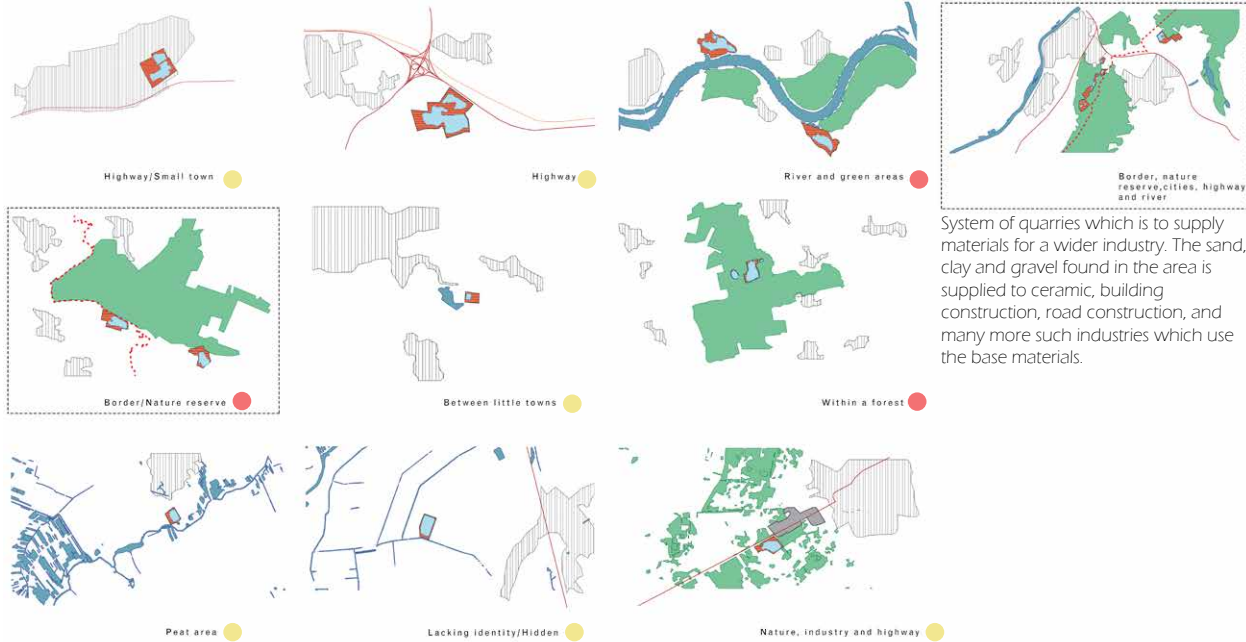 Highway/Small town
Highway
River and green areas
Border, nature
reserve,cities, highway
and river
System of quarries which is to supply
materials for a wider industry. The sand,
clay and gravel found in the area is
supplied to ceramic, building
construction, road construction, and
many more such industries which use
the base materials.
Border/Nature reserve
Between little towns
Within a forest
Peat area
Lacking identity/Hidden
Nature, industry and highway